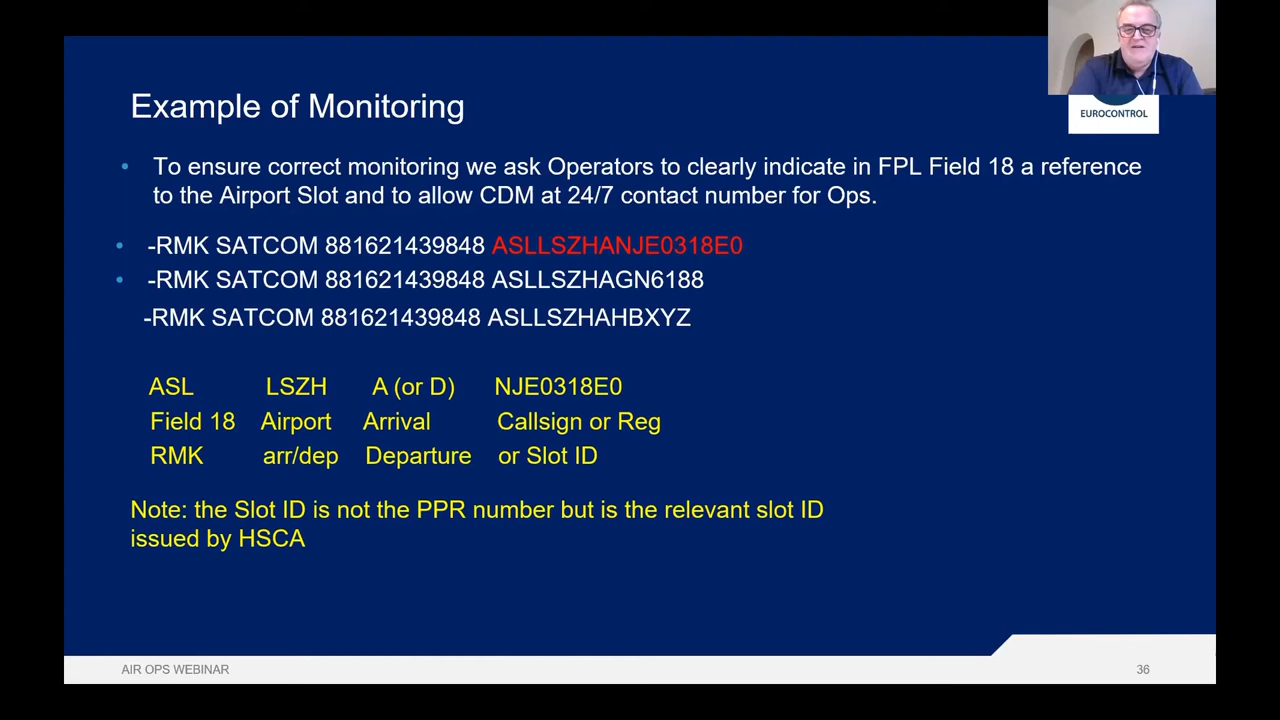 EUROCONTROL
Example of Monitoring
• To ensure correct monitoring we ask Operators to clearly indicate in FPL Field 18 a reference
to the Airport Slot and to allow CDM at 24/7 contact number for Ops.
• -RMK SATCOM 881621439848 ASLLSZHANJE0318E0
• -RMK SATCOM 881621439848 ASLLSZHAGN6188
-RMK SATCOM 881621439848 ASLLSZHAHBXYZ
ASL LSZH A (or D) NJE0318E0
Field 18 Airport Arrival Callsign or Reg
RMK arr/dep Departure or Slot ID
Note: the Slot ID is not the PPR number but is the relevant slot ID
issued by HSCA
AIR OPS WEBINAR 36